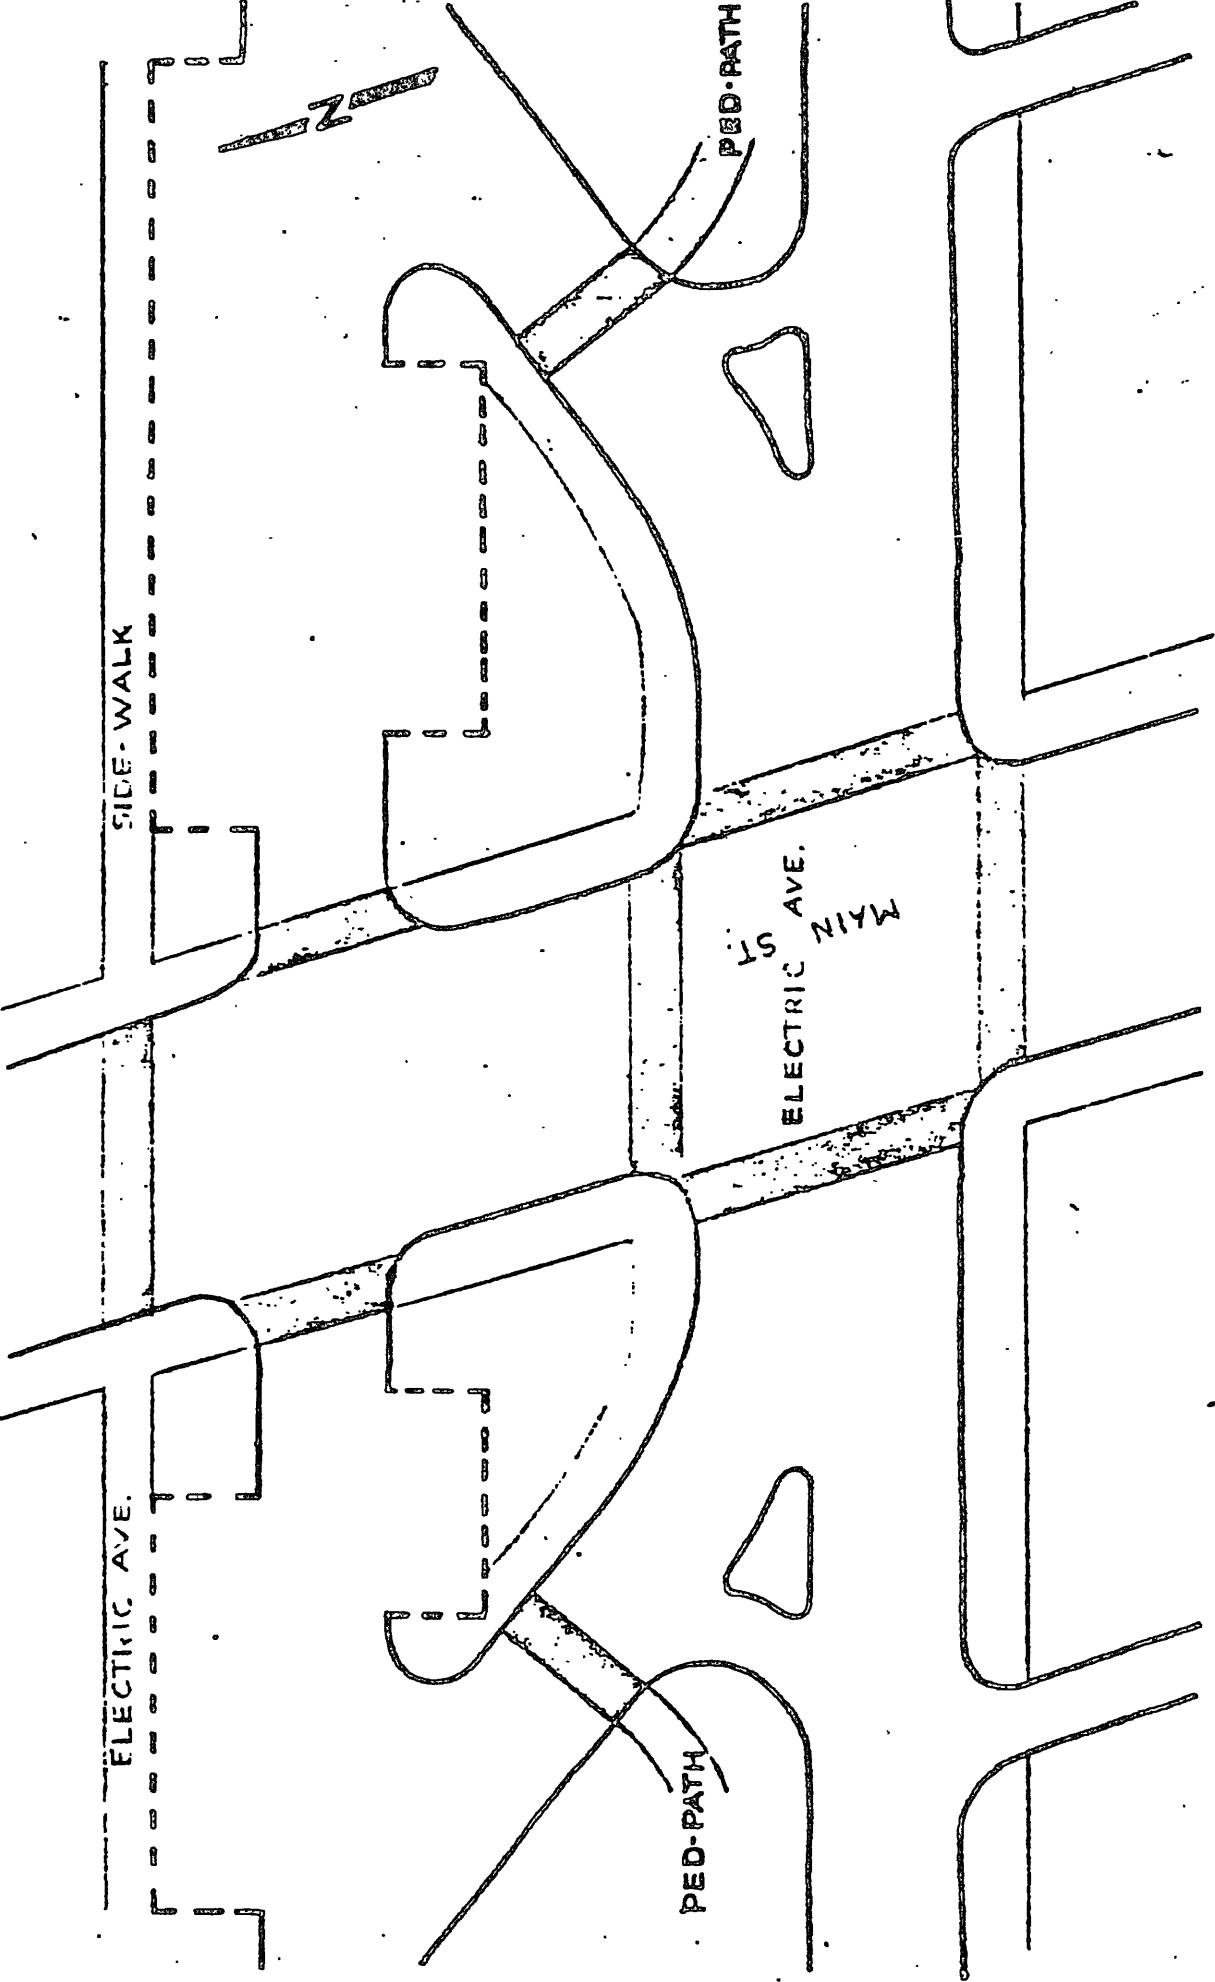 N
PED-PATH
SIDE-WALK
ELECTRIC AVE.
MAIN ST.
ELECTRIC AVE.
PED-PATH